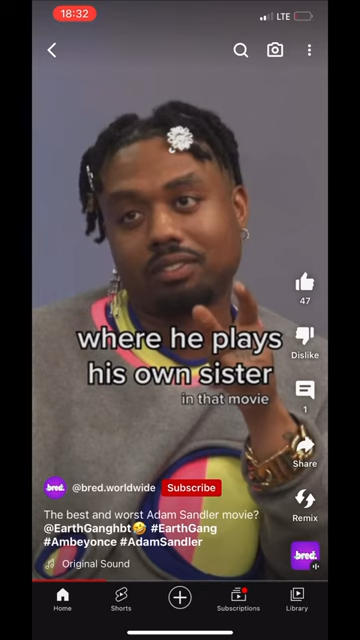 18:32
LTE
where he plays
his own sister
in that movie
47
Dislike
1
Share
Remix
bred.
@bred.worldwide
Subscribe
The best and worst Adam Sandler movie?
@EarthGanghbt🤣 #EarthGang
#Ambeyonce #AdamSandler
Original Sound
bred.
Home
Shorts
Subscriptions
Library